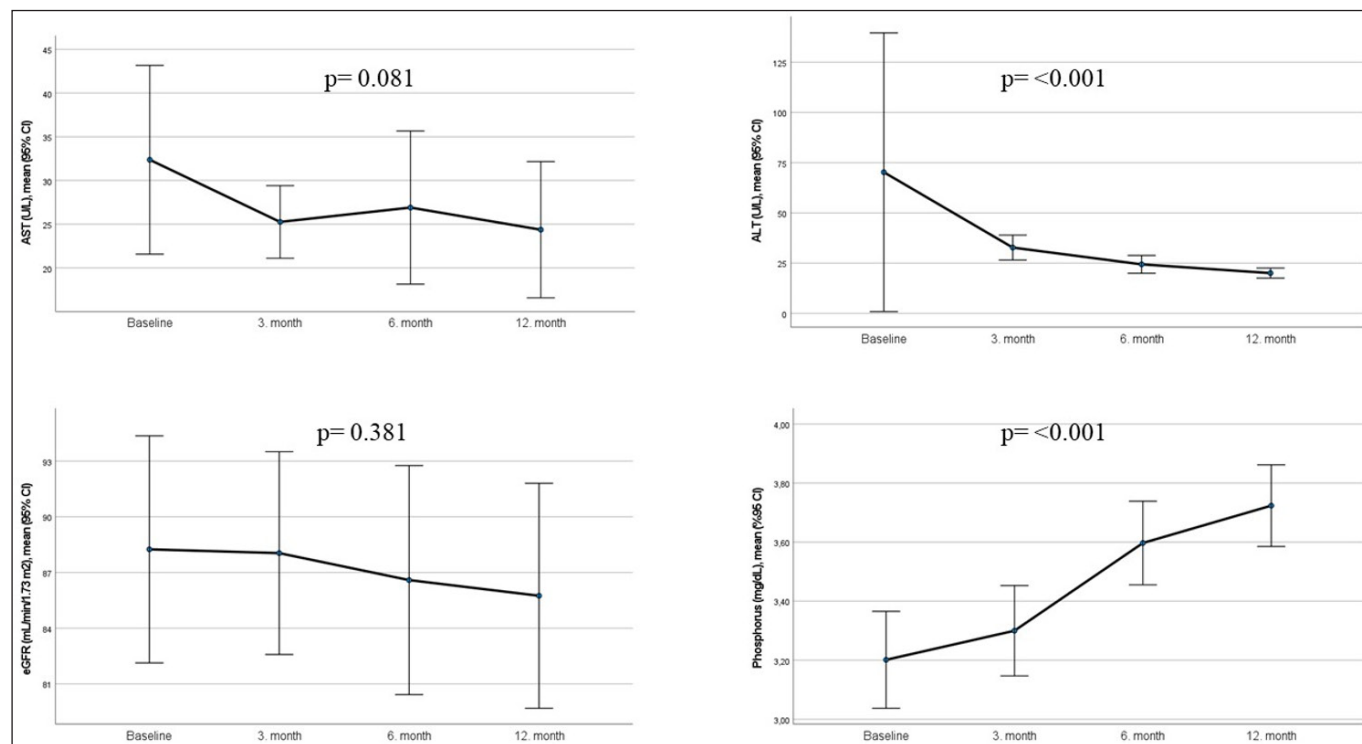 p= 0.081
AST (U/L), mean (95% CI)
45
40
35
30
25
20
Baseline 3. month 6. month 12. month
p= <0.001
ALT (U/L), mean (95% CI)
125
100
75
50
25
0
Baseline 3. month 6. month 12. month
p= 0.381
eGFR (mL/min/1.73 m2), mean (95% CI)
93
90
87
84
81
Baseline 3. month 6. month 12. month
p= <0.001
Phosphorus (mg/dL), mean (%95 CI)
4,00
3,80
3,60
3,40
3,20
3,00
Baseline 3. month 6. month 12. month